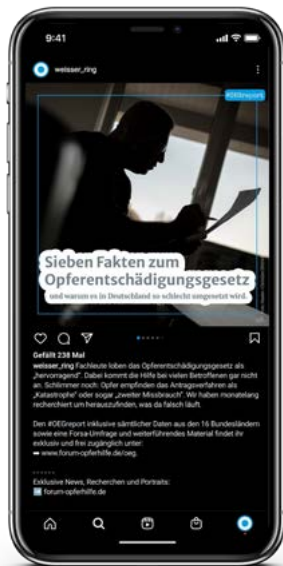 9:41
weisser_ring
#OEGreport
Sieben Fakten zum
Opferentschädigungsgesetz
und warum es in Deutschland so schlecht umgesetzt wird.
Gefällt 238 Mal
weisser_ring Fachleute loben das Opferentschädigungsgesetz als
„hervorragend“. Dabei kommt die Hilfe bei vielen Betroffenen gar nicht
an. Schlimmer noch: Opfer empfinden das Antragsverfahren als
„Katastrophe“ oder sogar „zweiter Missbrauch“. Wir haben monatelang
recherchiert um herauszufinden, was da falsch läuft.
Den #OEGreport inklusive sämtlicher Daten aus den 16 Bundesländern
sowie eine Forsa-Umfrage und weiterführendes Material findet ihr
exklusiv und frei zugänglich unter:
➡ www.forum-opferhilfe.de/oeg.
······
Exklusive News, Recherchen und Portraits:
➡ forum-opferhilfe.de